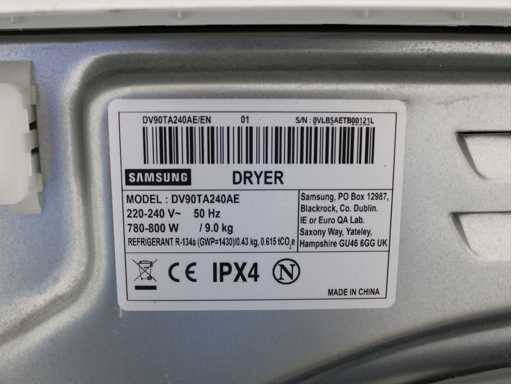 DV90TA240AE/EN 01 S/N : 0VLB5AETB00121L
SAMSUNG DRYER
MODEL : DV90TA240AE
220-240 V~ 50 Hz
780-800 W / 9.0 kg
REFRIGERANT R-134a (GWP=1430)/0.43 kg, 0.615 tCO₂e
Samsung, PO Box 12987,
Blackrock, Co. Dublin.
IE or Euro QA Lab.
Saxony Way, Yateley,
Hampshire GU46 6GG UK
CE IPX4 N
MADE IN CHINA